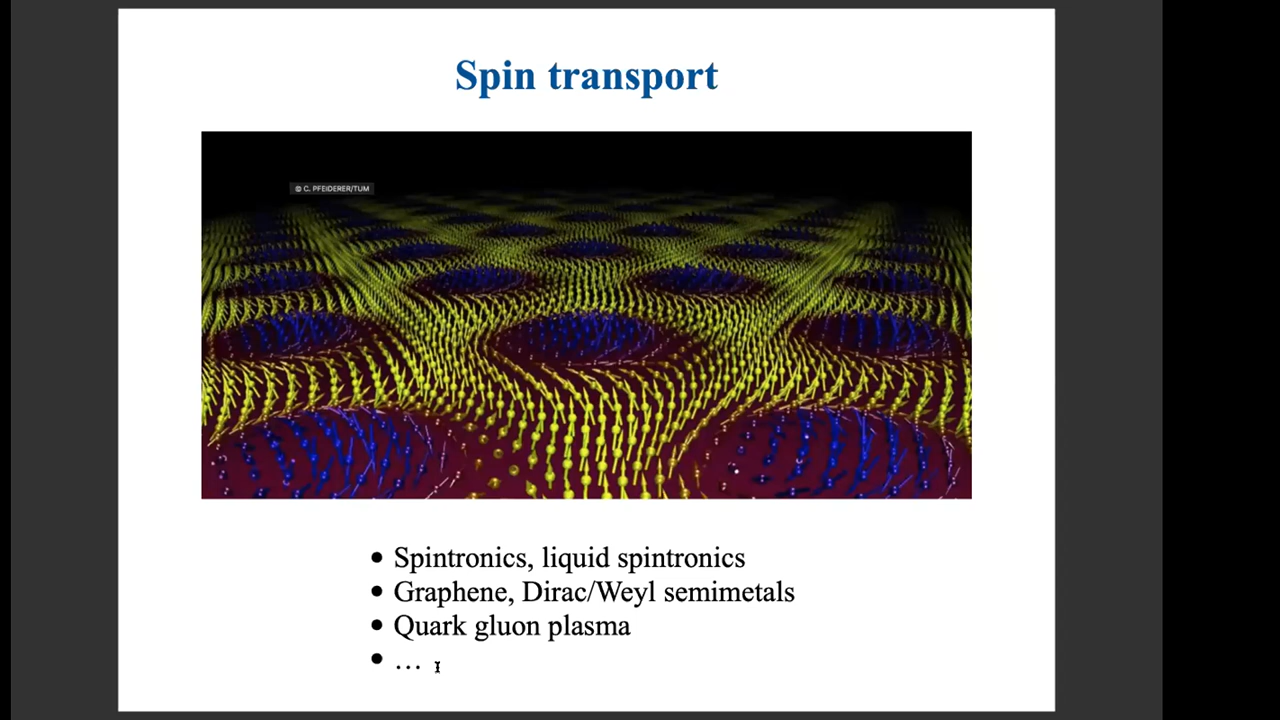 Spin transport
© C. PFEIDERER/TUM
• Spintronics, liquid spintronics
• Graphene, Dirac/Weyl semimetals
• Quark gluon plasma
• ...